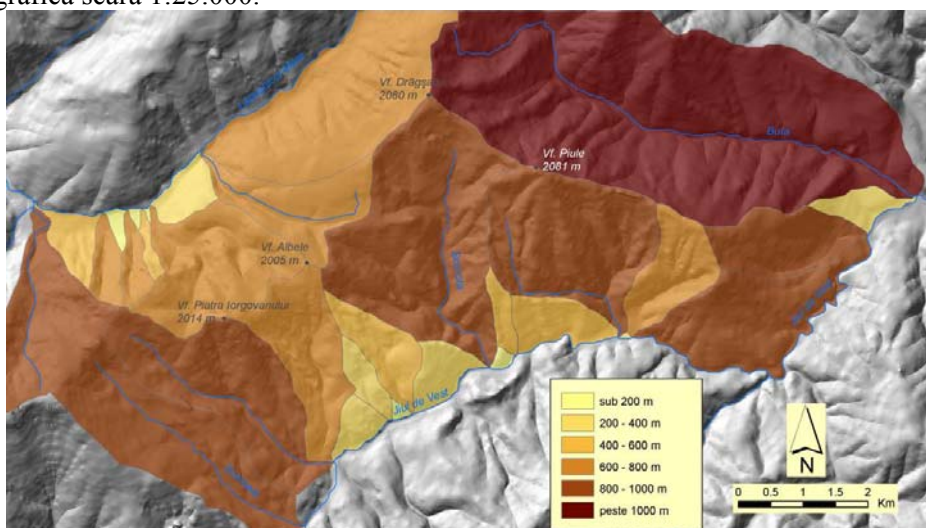 grafică scara 1:25.000.
2080 m
Buta
Vf. Piule
2081 m
Vf. Albele
2005 m
Vf. Piatra Iorgovanului
2014 m
Jiul de Vest
sub 200 m
200 - 400 m
400 - 600 m
600 - 800 m
800 - 1000 m
peste 1000 m
N
0 0.5 1 1.5 2
Km